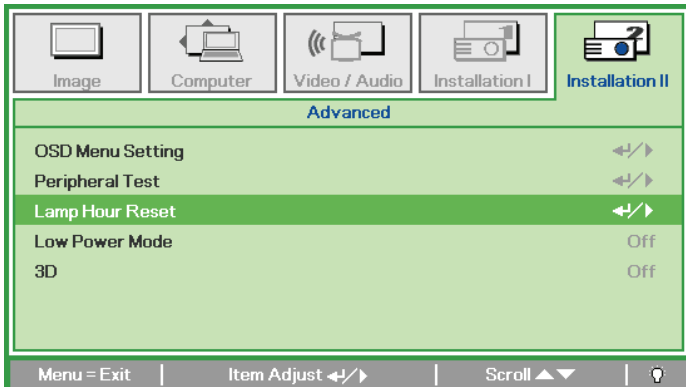 Image Computer Video / Audio Installation I Installation II
Advanced
OSD Menu Setting
Peripheral Test
Lamp Hour Reset
Low Power Mode Off
3D Off
Menu = Exit Item Adjust Scroll